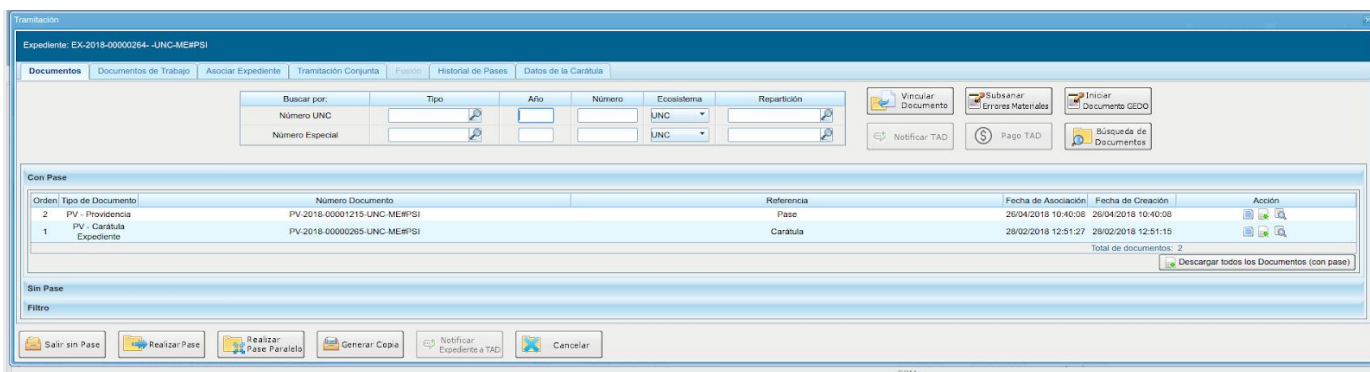 Tramitación
Expediente: EX-2018-00000264- -UNC-ME#PSI
Documentos Documentos de Trabajo Asociar Expediente Tramitación Conjunta Fusión Historial de Pases Datos de la Carátula
Buscar por: Tipo Año Número Ecosistema Repartición
Número UNC UNC
Número Especial UNC
Vincular
Documento
Subsanar
Errores Materiales
Iniciar
Documento GEDO
Notificar TAD
Pago TAD
Búsqueda de
Documentos
Con Pase
Orden Tipo de Documento Número Documento Referencia Fecha de Asociación Fecha de Creación Acción
2 PV - Providencia PV-2018-00001215-UNC-ME#PSI Pase 26/04/2018 10:40:08 26/04/2018 10:40:08
1 PV - Carátula
Expediente PV-2018-00000265-UNC-ME#PSI Carátula 28/02/2018 12:51:27 28/02/2018 12:51:15
Total de documentos: 2
Descargar todos los Documentos (con pase)
Sin Pase
Filtro
Salir sin Pase
Realizar Pase
Realizar
Pase Paralelo
Generar Copia
Notificar
Expediente a TAD
Cancelar